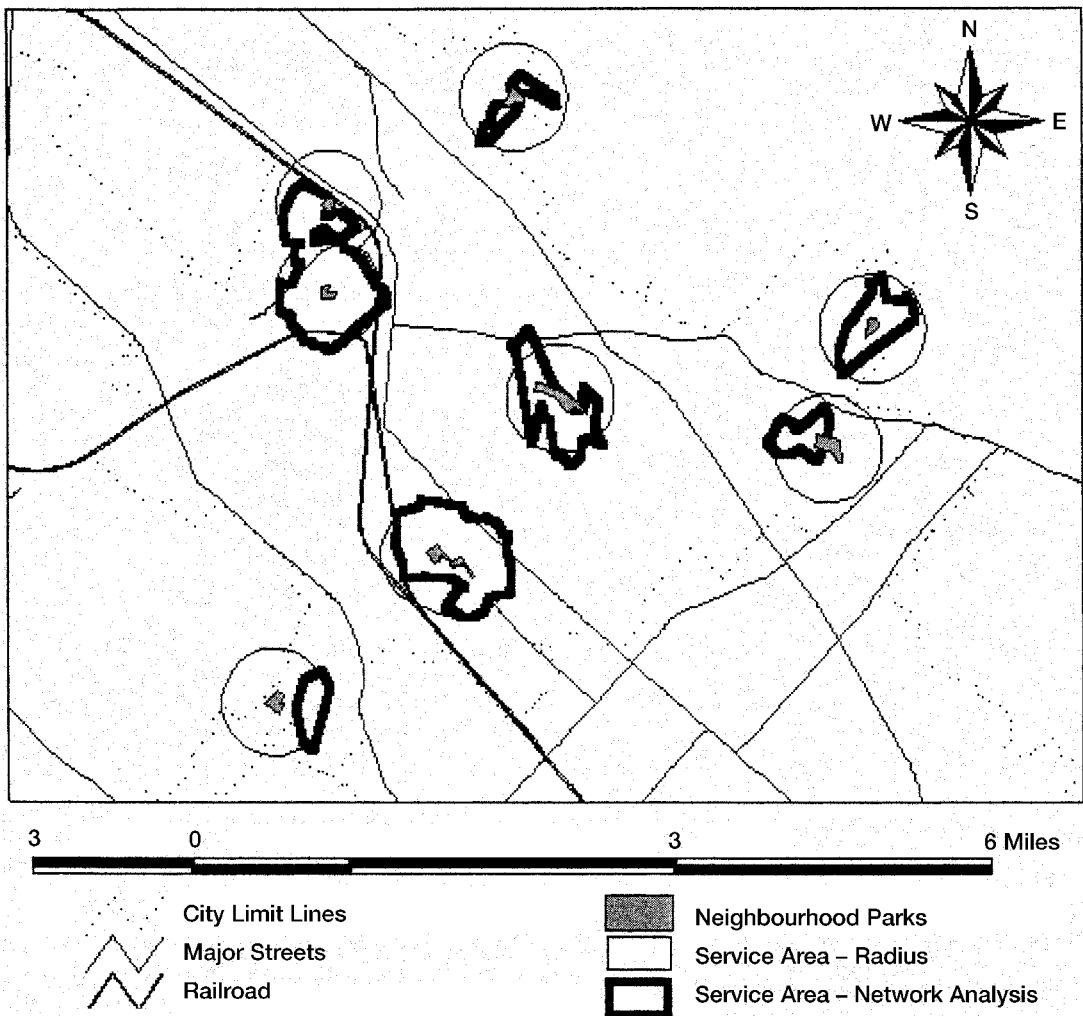 N
W E
S
3 0 3 6 Miles
City Limit Lines
Major Streets
Railroad
Neighbourhood Parks
Service Area – Radius
Service Area – Network Analysis